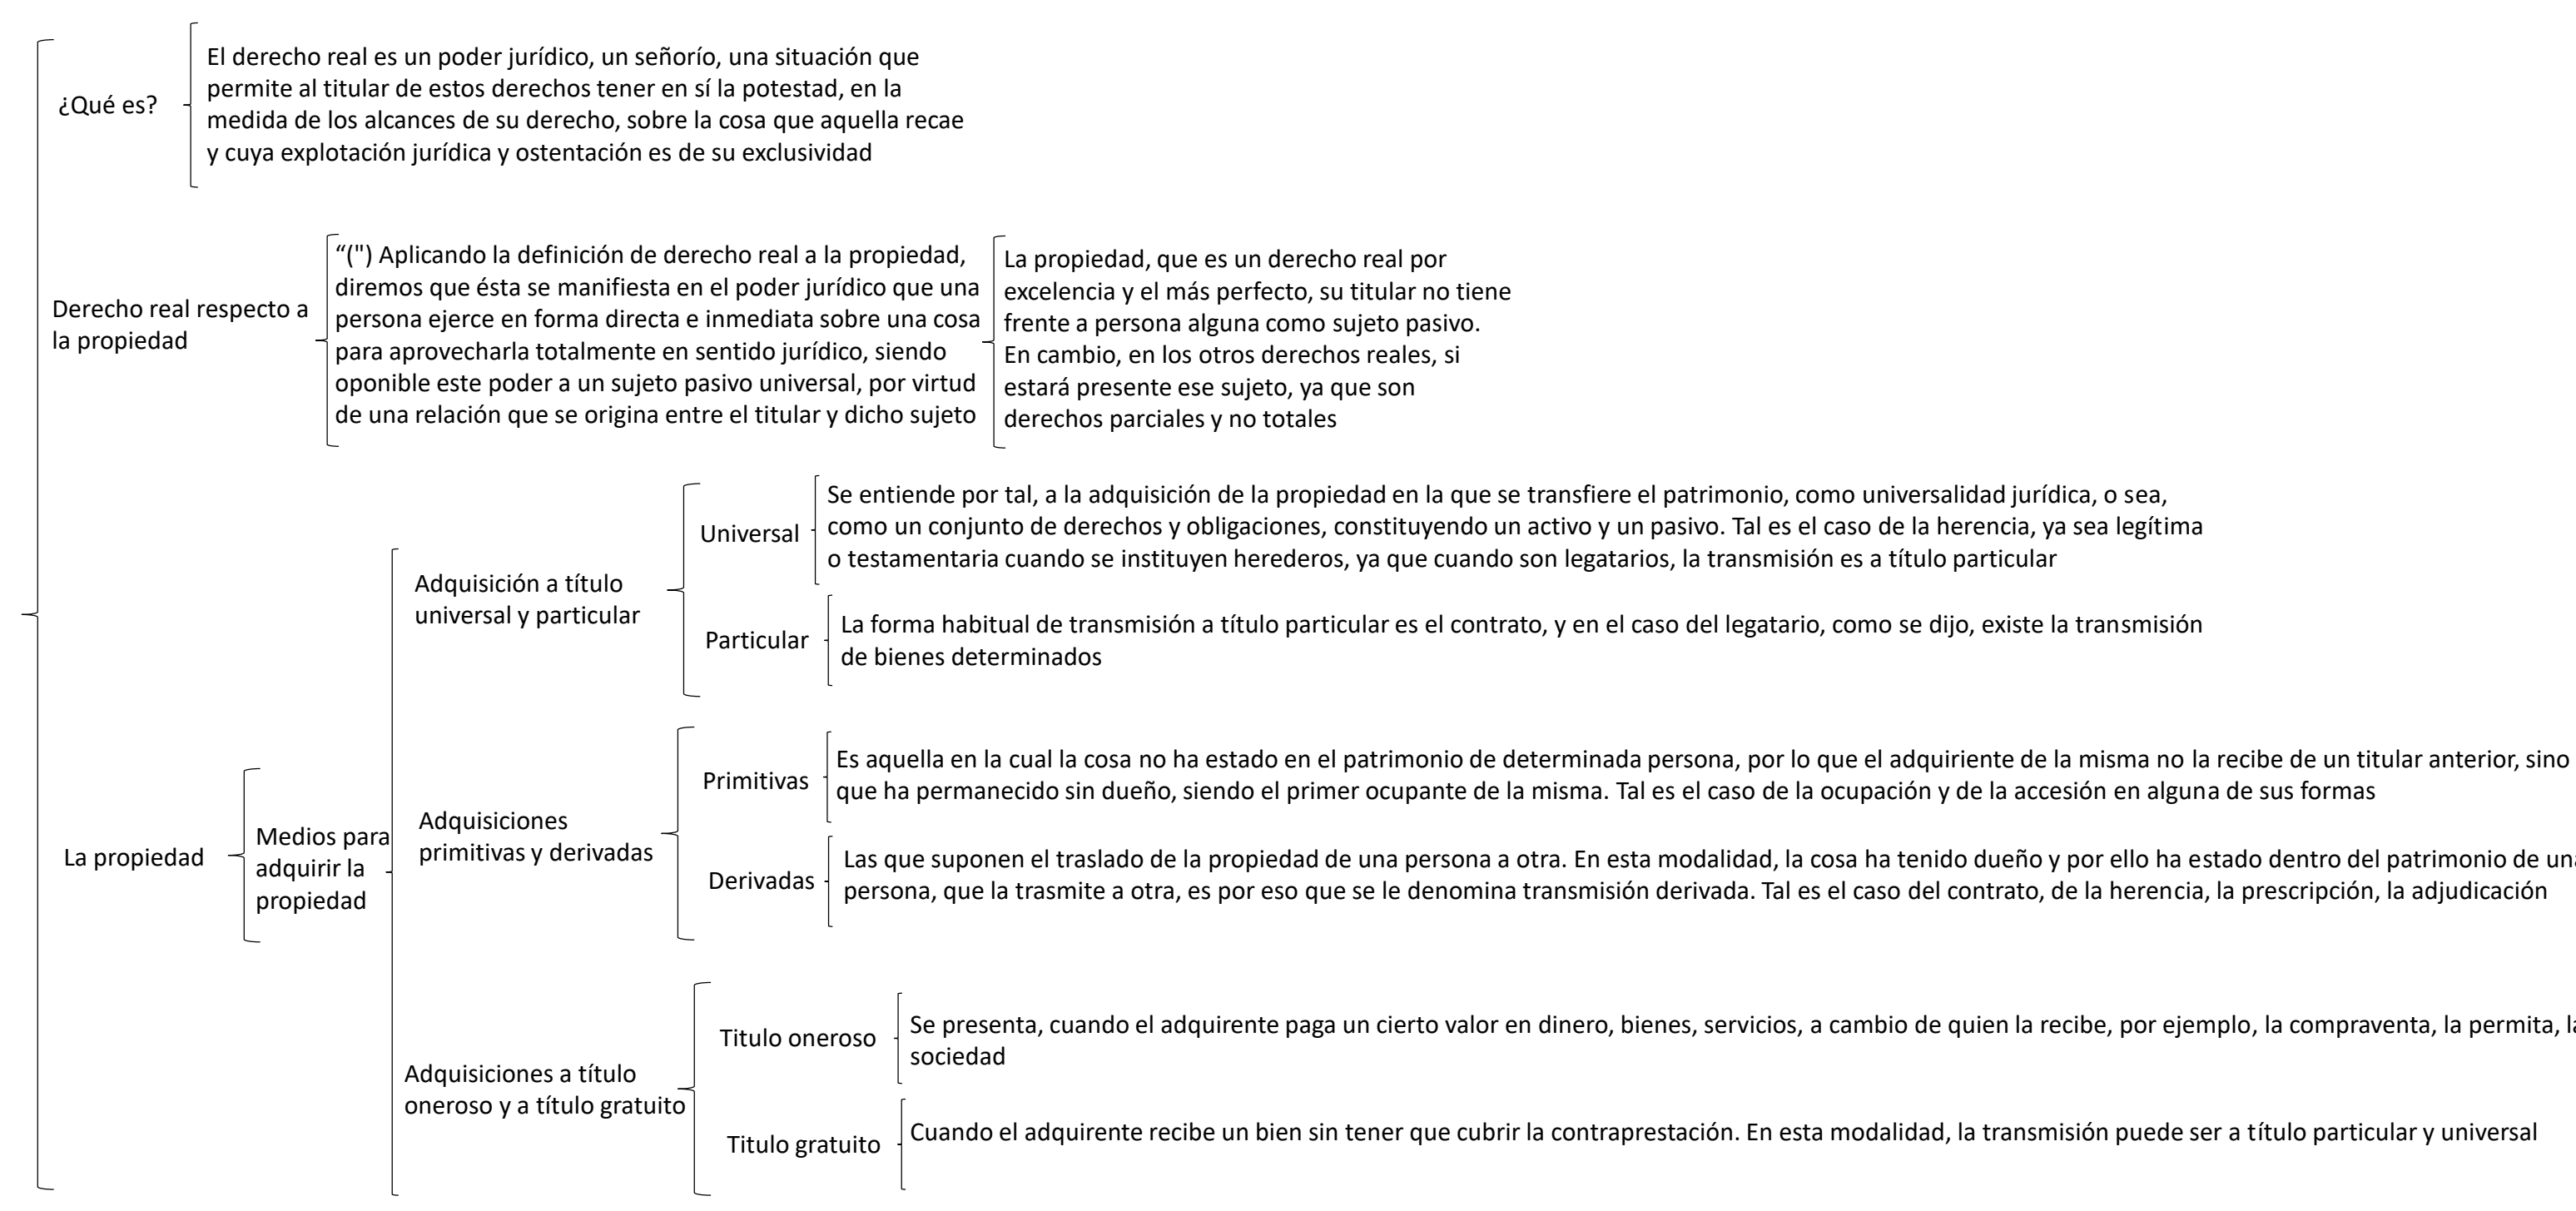 ¿Qué es?
El derecho real es un poder jurídico, un señorío, una situación que
permite al titular de estos derechos tener en sí la potestad, en la
medida de los alcances de su derecho, sobre la cosa que aquella recae
y cuya explotación jurídica y ostentación es de su exclusividad
Derecho real respecto a
la propiedad
“(") Aplicando la definición de derecho real a la propiedad,
diremos que ésta se manifiesta en el poder jurídico que una
persona ejerce en forma directa e inmediata sobre una cosa
para aprovecharla totalmente en sentido jurídico, siendo
oponible este poder a un sujeto pasivo universal, por virtud
de una relación que se origina entre el titular y dicho sujeto
La propiedad, que es un derecho real por
excelencia y el más perfecto, su titular no tiene
frente a persona alguna como sujeto pasivo.
En cambio, en los otros derechos reales, si
estará presente ese sujeto, ya que son
derechos parciales y no totales
La propiedad
Medios para
adquirir la
propiedad
Adquisición a título
universal y particular
Universal
Se entiende por tal, a la adquisición de la propiedad en la que se transfiere el patrimonio, como universalidad jurídica, o sea,
como un conjunto de derechos y obligaciones, constituyendo un activo y un pasivo. Tal es el caso de la herencia, ya sea legítima
o testamentaria cuando se instituyen herederos, ya que cuando son legatarios, la transmisión es a título particular
Particular
La forma habitual de transmisión a título particular es el contrato, y en el caso del legatario, como se dijo, existe la transmisión
de bienes determinados
Adquisiciones
primitivas y derivadas
Primitivas
Es aquella en la cual la cosa no ha estado en el patrimonio de determinada persona, por lo que el adquiriente de la misma no la recibe de un titular anterior, sino
que ha permanecido sin dueño, siendo el primer ocupante de la misma. Tal es el caso de la ocupación y de la accesión en alguna de sus formas
Derivadas
Las que suponen el traslado de la propiedad de una persona a otra. En esta modalidad, la cosa ha tenido dueño y por ello ha estado dentro del patrimonio de una
persona, que la trasmite a otra, es por eso que se le denomina transmisión derivada. Tal es el caso del contrato, de la herencia, la prescripción, la adjudicación
Adquisiciones a título
oneroso y a título gratuito
Titulo oneroso
Se presenta, cuando el adquirente paga un cierto valor en dinero, bienes, servicios, a cambio de quien la recibe, por ejemplo, la compraventa, la permita, la
sociedad
Titulo gratuito
Cuando el adquirente recibe un bien sin tener que cubrir la contraprestación. En esta modalidad, la transmisión puede ser a título particular y universal